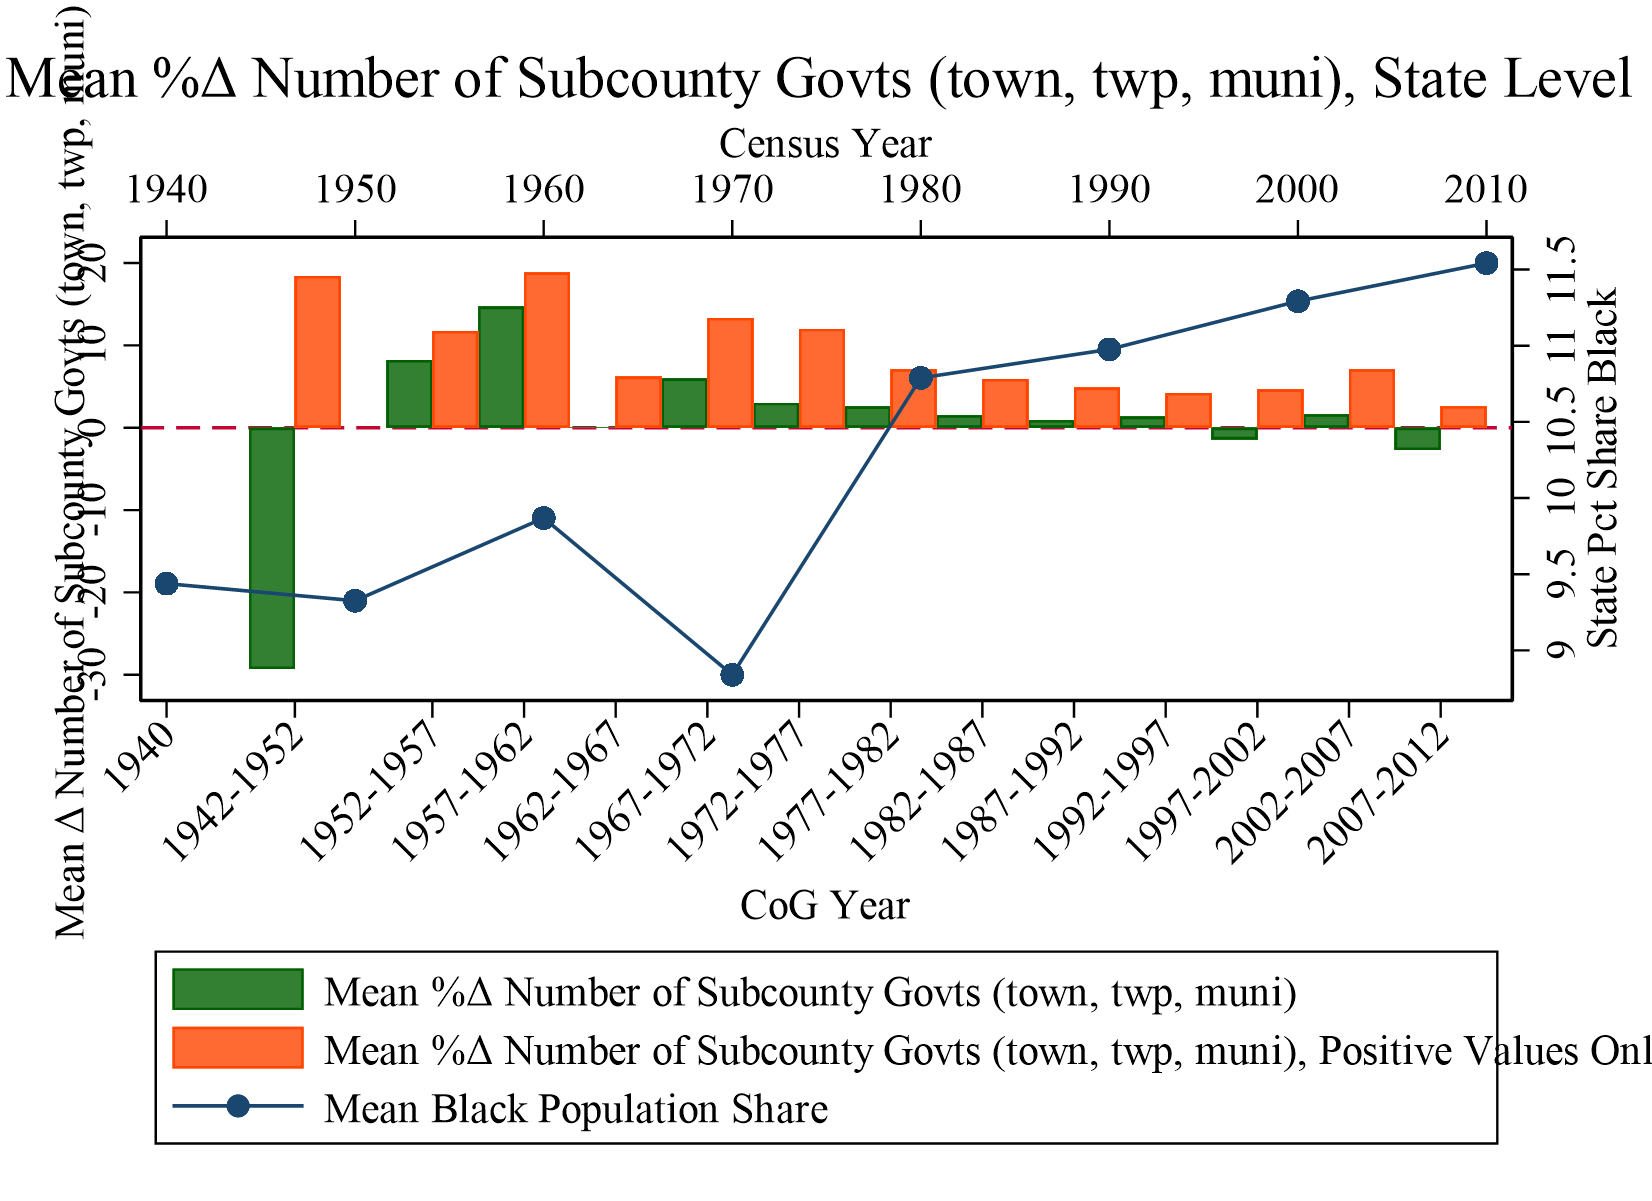 Mean %Δ Number of Subcounty Govts (town, twp, muni), State Level
Census Year
1940 1950 1960 1970 1980 1990 2000 2010
Mean Δ Number of Subcounty Govts (town, twp, muni)
20
10
0
-10
-20
-30
11.5
11
10.5
10
9.5
9
State Pct Share Black
1940 1942-1952 1952-1957 1957-1962 1962-1967 1967-1972 1972-1977 1977-1982 1982-1987 1987-1992 1992-1997 1997-2002 2002-2007 2007-2012
CoG Year
Mean %Δ Number of Subcounty Govts (town, twp, muni)
Mean %Δ Number of Subcounty Govts (town, twp, muni), Positive Values Onl
Mean Black Population Share